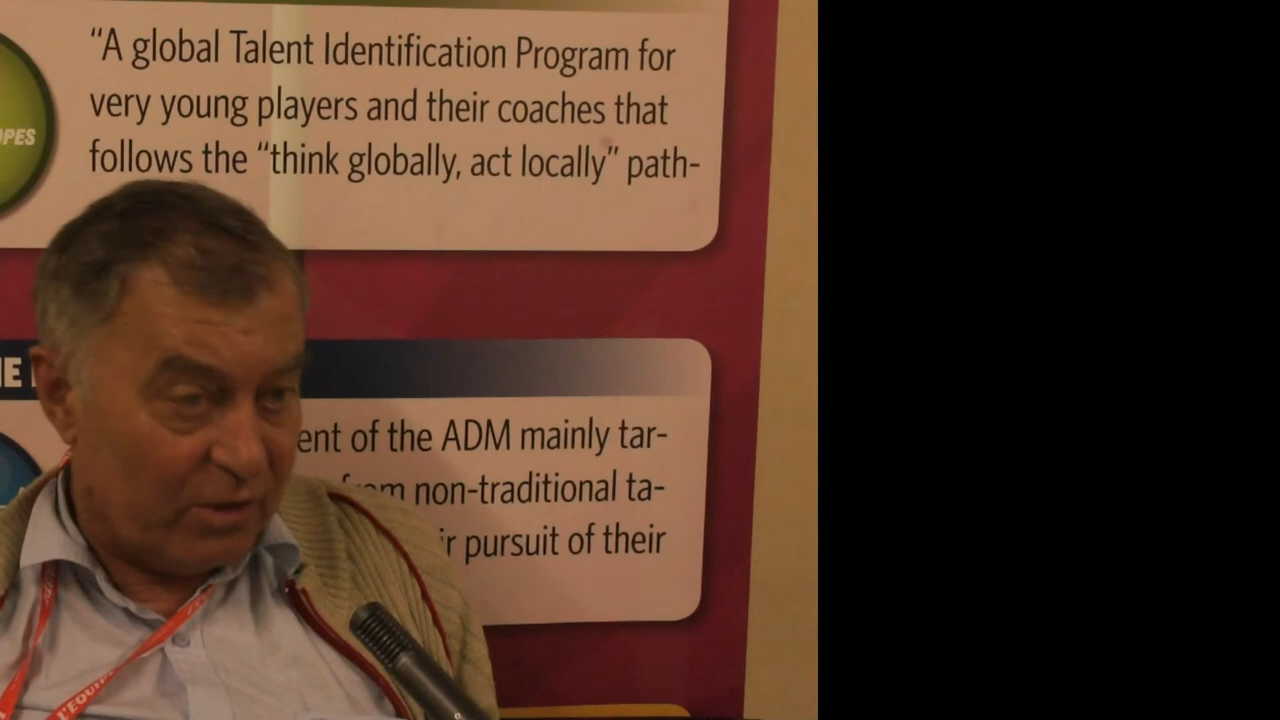 “A global Talent Identification Program for
very young players and their coaches that
follows the “think globally, act locally” path-
of the ADM mainly tar-
non-traditional ta-
pursuit of their
L'EQUI